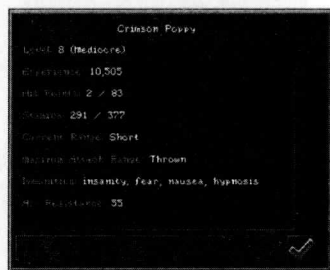 Crimson Poppy
Level 8 (Mediocre)
Experience 10,505
Hit Points 2 / 83
Stamina 291 / 377
Current Range Short
Maximum Attack Range Thrown
Immunities insanity, fear, nausea, hypnosis
Resistance 55